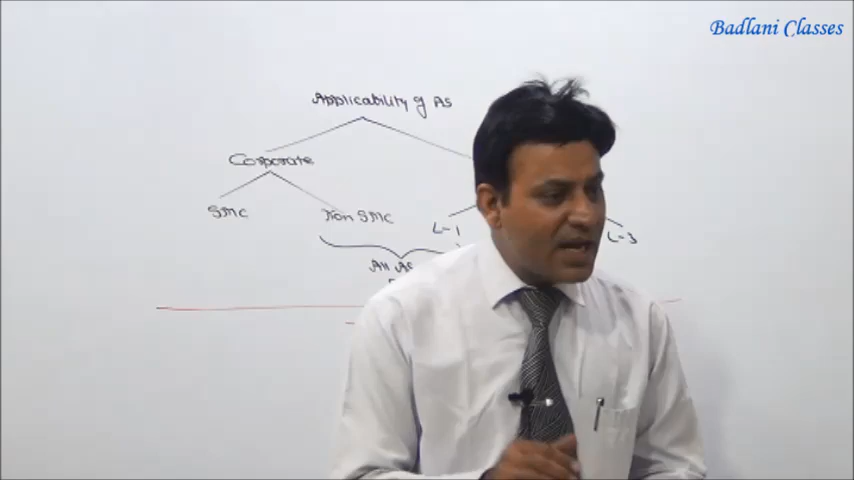 Badlani Classes
Applicability of AS
Corporate
SMC
Non SMC
L-1
L-3
All AS